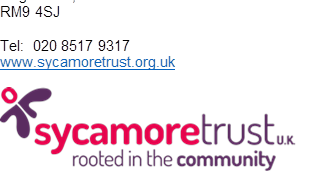 RM9 4SJ
Tel: 020 8517 9317
www.sycamoretrust.org.uk
sycamoretrust U.K.
rooted in the community